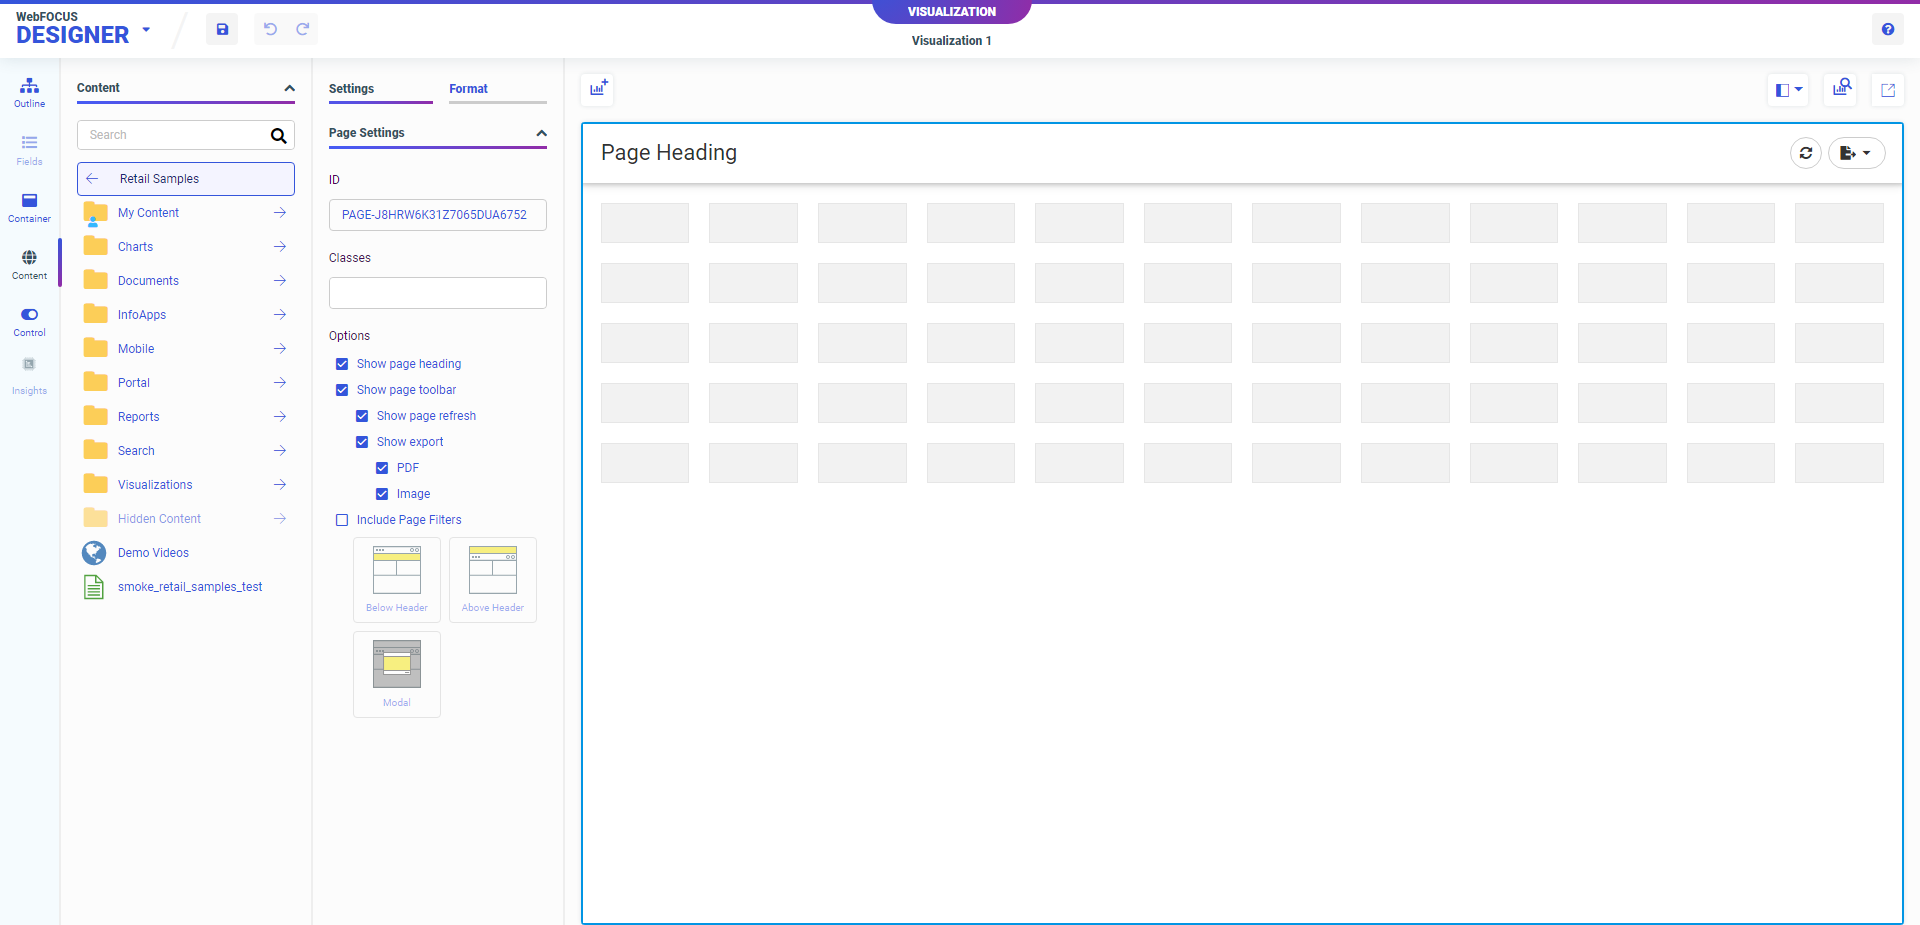 WebFOCUS
DESIGNER
VISUALIZATION
Visualization 1
Outline
Fields
Container
Content
Control
Insights
Content
Search
Retail Samples
My Content
Charts
Documents
InfoApps
Mobile
Portal
Reports
Search
Visualizations
Hidden Content
Demo Videos
smoke_retail_samples_test
Settings
Format
Page Settings
ID
PAGE-J8HRW6K31Z7065DUA6752
Classes
Options
Show page heading
Show page toolbar
Show page refresh
Show export
PDF
Image
Include Page Filters
Below Header
Above Header
Modal
Page Heading